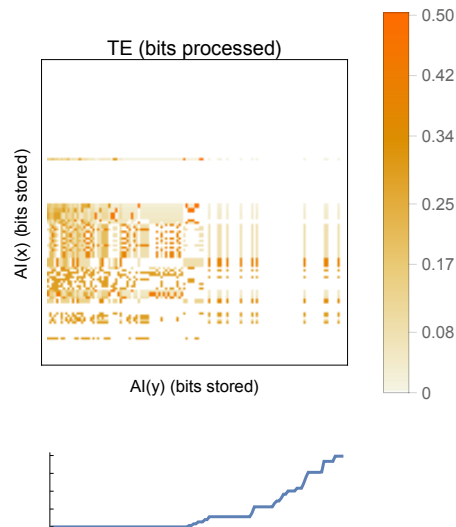 TE (bits processed)
0.50
0.42
0.34
0.25
0.17
0.08
0
AI(x) (bits stored)
AI(y) (bits stored)